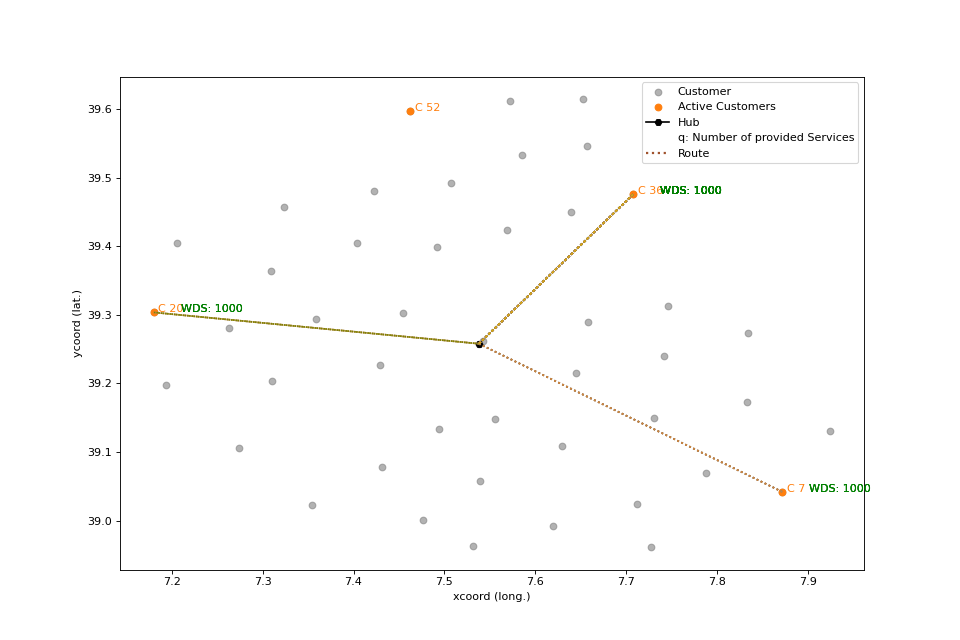 Customer
Active Customers
Hub
q: Number of provided Services
Route
C 52
C 36 WDS: 1000
C 20 WDS: 1000
C 7 WDS: 1000
39.6
39.5
39.4
39.3
39.2
39.1
39.0
ycoord (lat.)
7.2 7.3 7.4 7.5 7.6 7.7 7.8 7.9
xcoord (long.)